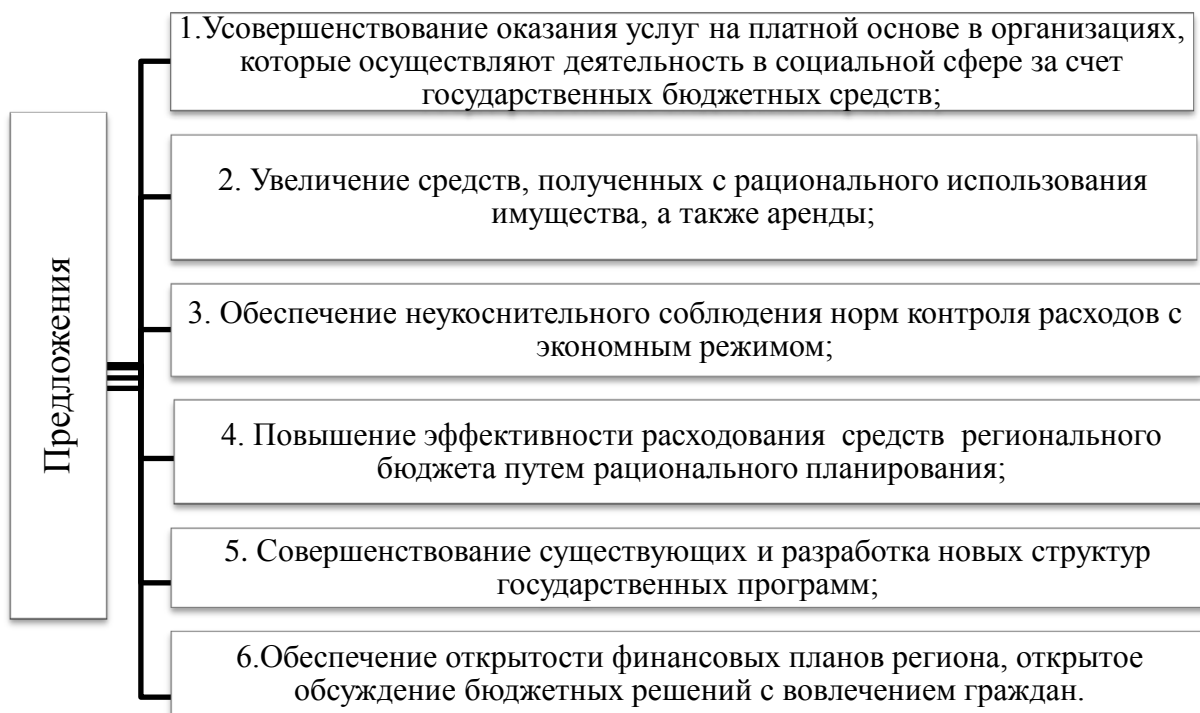 Предложения
1.Усовершенствование оказания услуг на платной основе в организациях,
которые осуществляют деятельность в социальной сфере за счет
государственных бюджетных средств;
2. Увеличение средств, полученных с рационального использования
имущества, а также аренды;
3. Обеспечение неукоснительного соблюдения норм контроля расходов с
экономным режимом;
4. Повышение эффективности расходования средств регионального
бюджета путем рационального планирования;
5. Совершенствование существующих и разработка новых структур
государственных программ;
6.Обеспечение открытости финансовых планов региона, открытое
обсуждение бюджетных решений с вовлечением граждан.